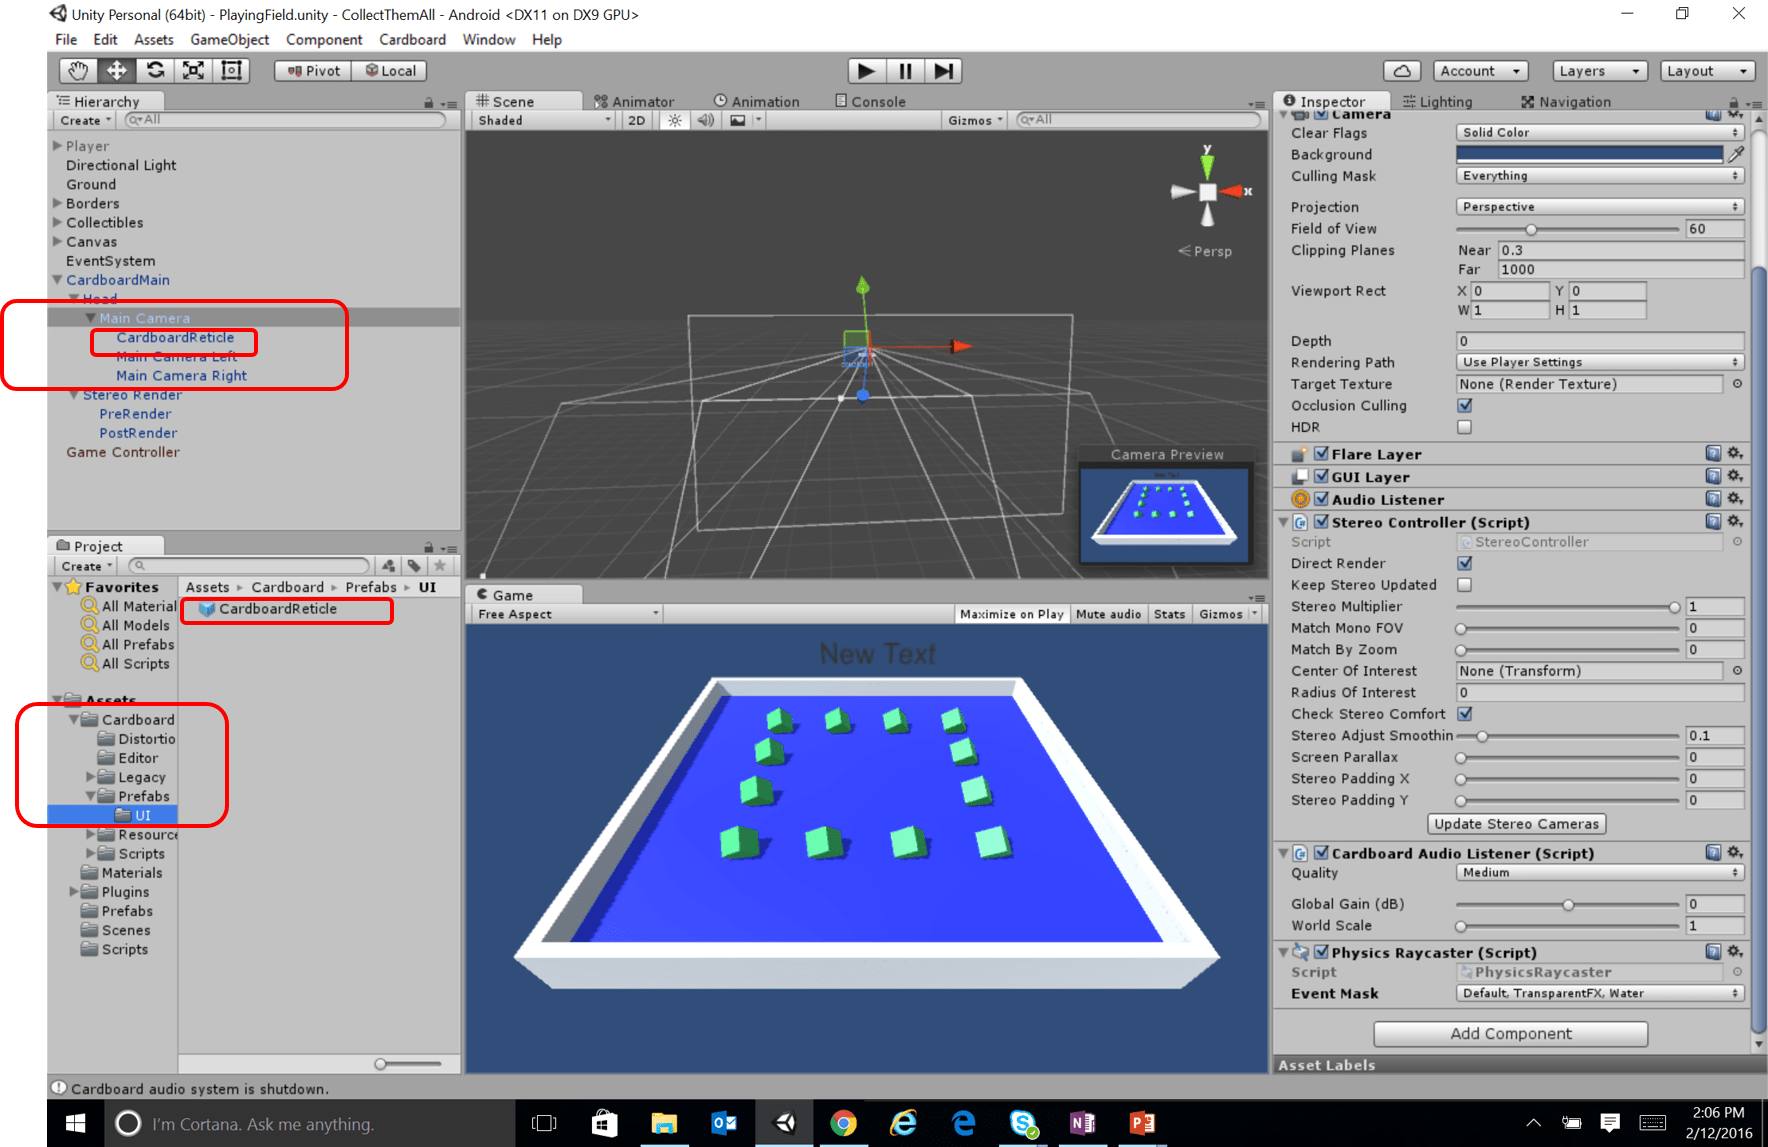 Unity Personal (64bit) - PlayingField.unity - CollectThemAll - Android <DX11 on DX9 GPU>
File Edit Assets GameObject Component Cardboard Window Help
Pivot Local Account Layers Layout
Hierarchy
Create All
Player
Directional Light
Ground
Borders
Collectibles
Canvas
EventSystem
CardboardMain
Head
Main Camera
CardboardReticle
Main Camera Left
Main Camera Right
Stereo Render
PreRender
PostRender
Game Controller
Scene Animator Animation Console
Shaded 2D Gizmos All
y
x
Persp
Camera Preview
Project
Create
Favorites
All Material
All Models
All Prefabs
All Scripts
Assets
Cardboard
Distortio
Editor
Legacy
Prefabs
UI
Resource
Scripts
Materials
Plugins
Prefabs
Scenes
Scripts
Assets Cardboard Prefabs UI
CardboardReticle
Game
Free Aspect Maximize on Play Mute audio Stats Gizmos
New Text
Inspector Lighting Navigation
Camera
Clear Flags Solid Color
Background
Culling Mask Everything
Projection Perspective
Field of View 60
Clipping Planes Near 0.3
Far 1000
Viewport Rect X 0 Y 0
W 1 H 1
Depth 0
Rendering Path Use Player Settings
Target Texture None (Render Texture)
Occlusion Culling
HDR
Flare Layer
GUI Layer
Audio Listener
Stereo Controller (Script)
Script StereoController
Direct Render
Keep Stereo Updated
Stereo Multiplier 1
Match Mono FOV 0
Match By Zoom 0
Center Of Interest None (Transform)
Radius Of Interest 0
Check Stereo Comfort
Stereo Adjust Smoothin 0.1
Screen Parallax 0
Stereo Padding X 0
Stereo Padding Y 0
Update Stereo Cameras
Cardboard Audio Listener (Script)
Quality Medium
Global Gain (dB) 0
World Scale 1
Physics Raycaster (Script)
Script PhysicsRaycaster
Event Mask Default, TransparentFX, Water
Add Component
Asset Labels
Cardboard audio system is shutdown.
I'm Cortana. Ask me anything.
2:06 PM
2/12/2016